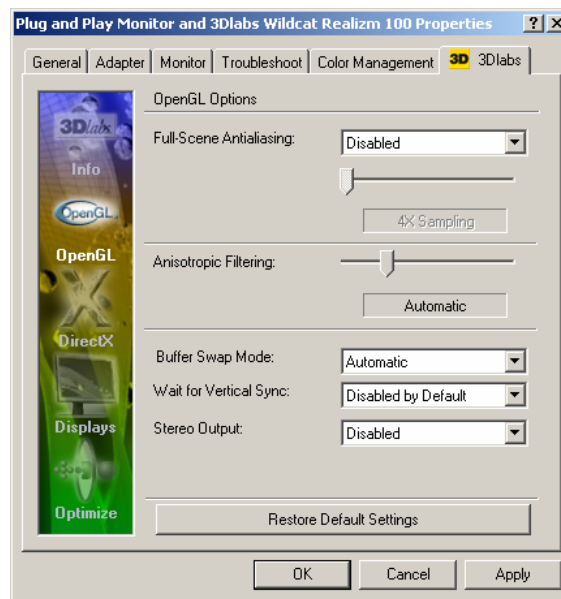 Plug and Play Monitor and 3Dlabs Wildcat Realizm 100 Properties
General Adapter Monitor Troubleshoot Color Management 3D 3Dlabs
3Dlabs
Info
OpenGL
OpenGL
DirectX
Displays
Optimize
OpenGL Options
Full-Scene Antialiasing: Disabled
4X Sampling
Anisotropic Filtering:
Automatic
Buffer Swap Mode: Automatic
Wait for Vertical Sync: Disabled by Default
Stereo Output: Disabled
Restore Default Settings
OK Cancel Apply